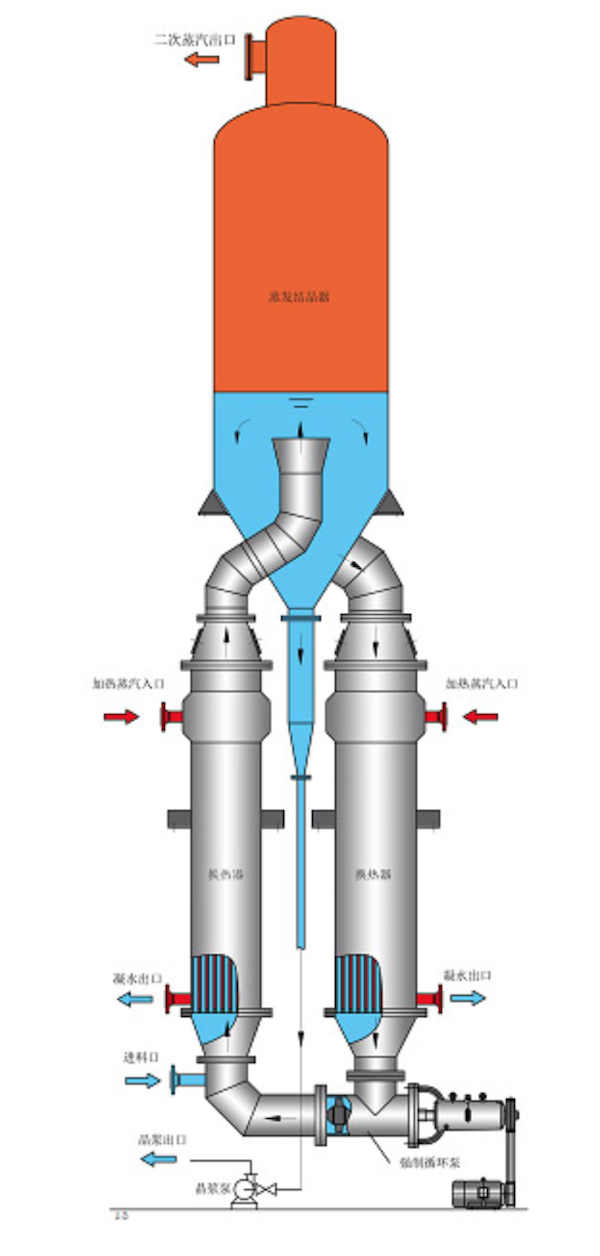 二次蒸汽出口
蒸发结晶器
加热蒸汽入口
加热蒸汽入口
换热器
换热器
凝水出口
凝水出口
进料口
晶浆出口
强制循环泵
晶浆泵
15